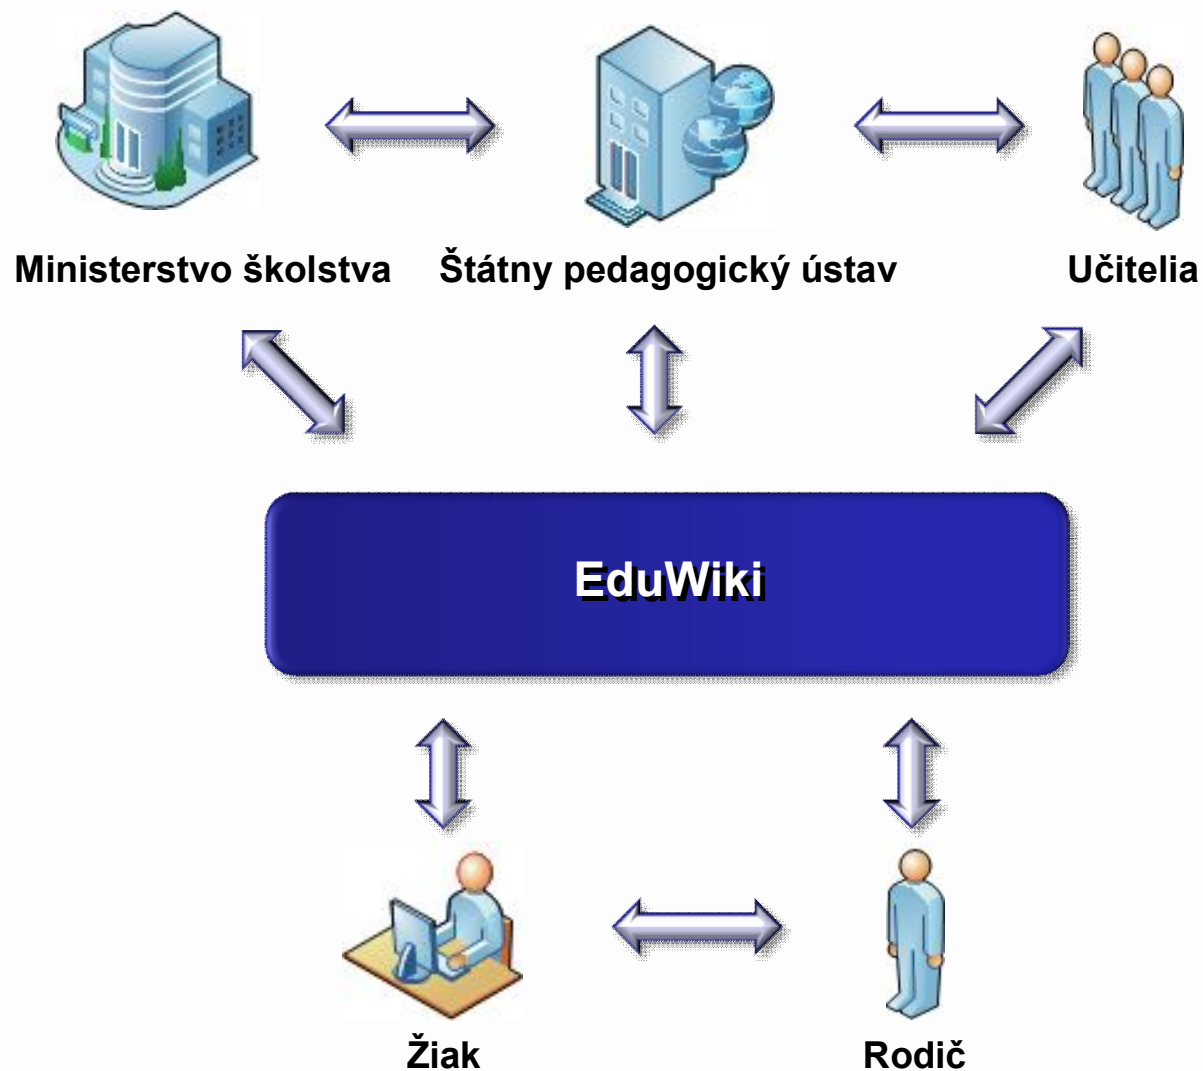 Ministerstvo školstva Štátny pedagogický ústav Učitelia
EduWiki
Žiak Rodič